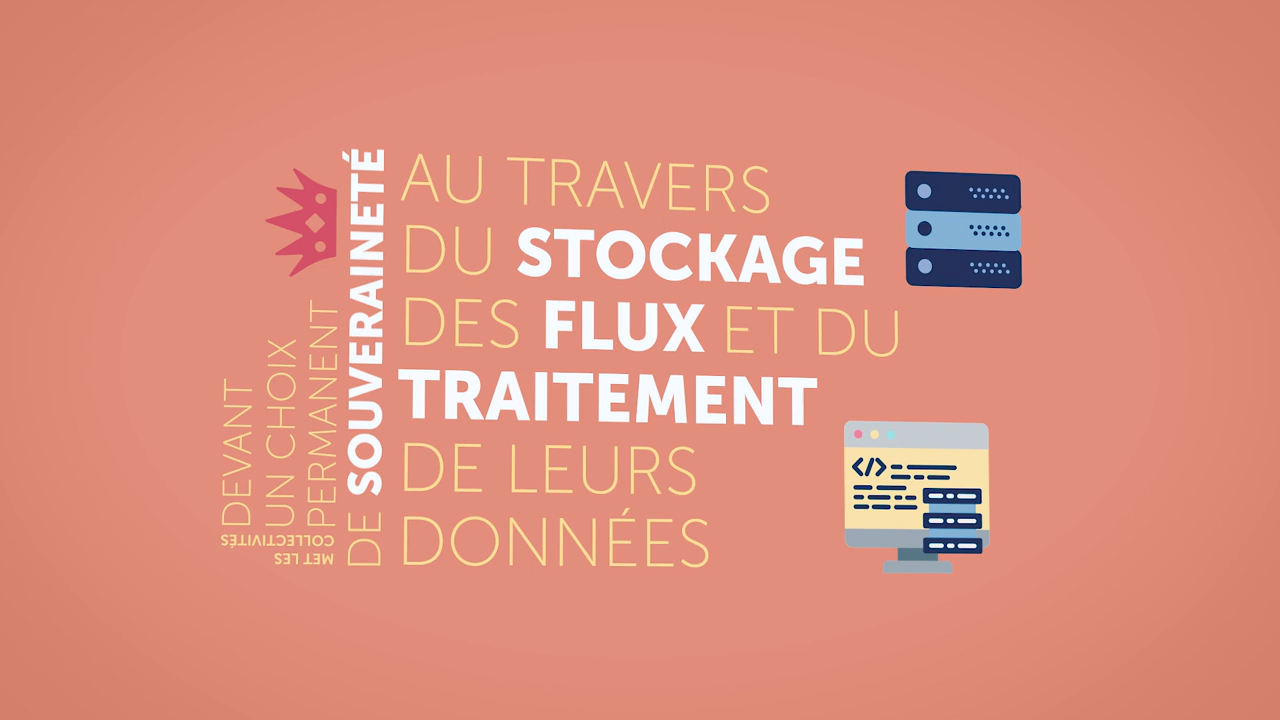 MET LES
COLLECTIVITÉS
DEVANT
UN CHOIX
PERMANENT
DE SOUVERAINETÉ
AU TRAVERS
DU STOCKAGE
DES FLUX ET DU
TRAITEMENT
DE LEURS
DONNÉES